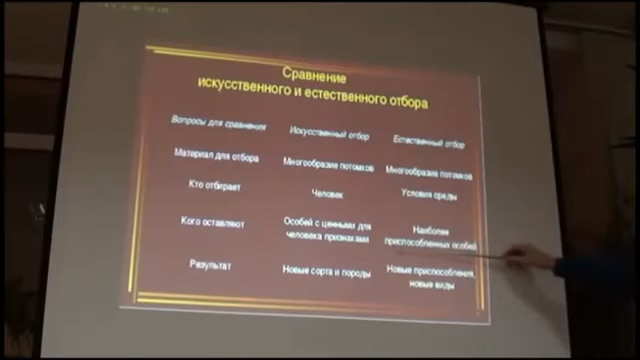 Сравнение
искусственного и естественного отбора
Вопросы для сравнения Искусственный отбор Естественный отбор
Материал для отбора Многообразие потомков Многообразие потомков
Кто отбирает Человек Условия среды
Кого оставляют Особей с ценными для человека признаками Наиболее приспособленных особей
Результат Новые сорта и породы Новые приспособления, новые виды